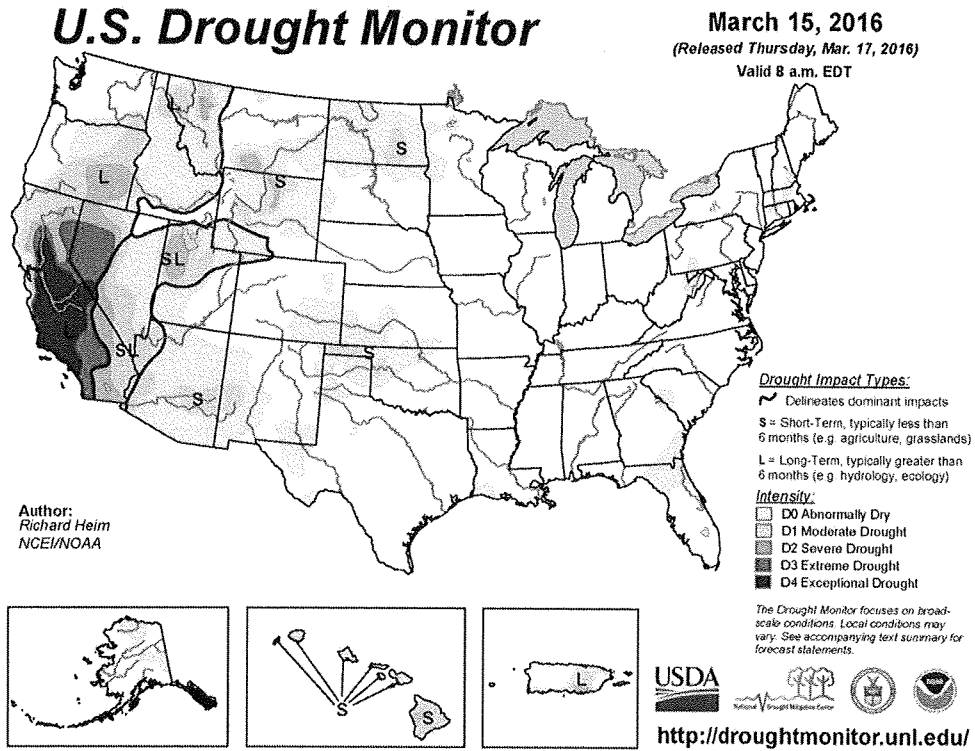 U.S. Drought Monitor
March 15, 2016
(Released Thursday, Mar. 17, 2016)
Valid 8 a.m. EDT
L
S
L
S
SL
L
SL
S
S
Drought Impact Types:
Delineates dominant impacts
S = Short-Term, typically less than
6 months (e.g. agriculture, grasslands)
L = Long-Term, typically greater than
6 months (e.g. hydrology, ecology)
Intensity:
D0 Abnormally Dry
D1 Moderate Drought
D2 Severe Drought
D3 Extreme Drought
D4 Exceptional Drought
Author:
Richard Heim
NCEI/NOAA
The Drought Monitor focuses on broad-
scale conditions. Local conditions may
vary. See accompanying text summary for
forecast statements.
S
S
L
USDA
National Drought Mitigation Center
http://droughtmonitor.unl.edu/